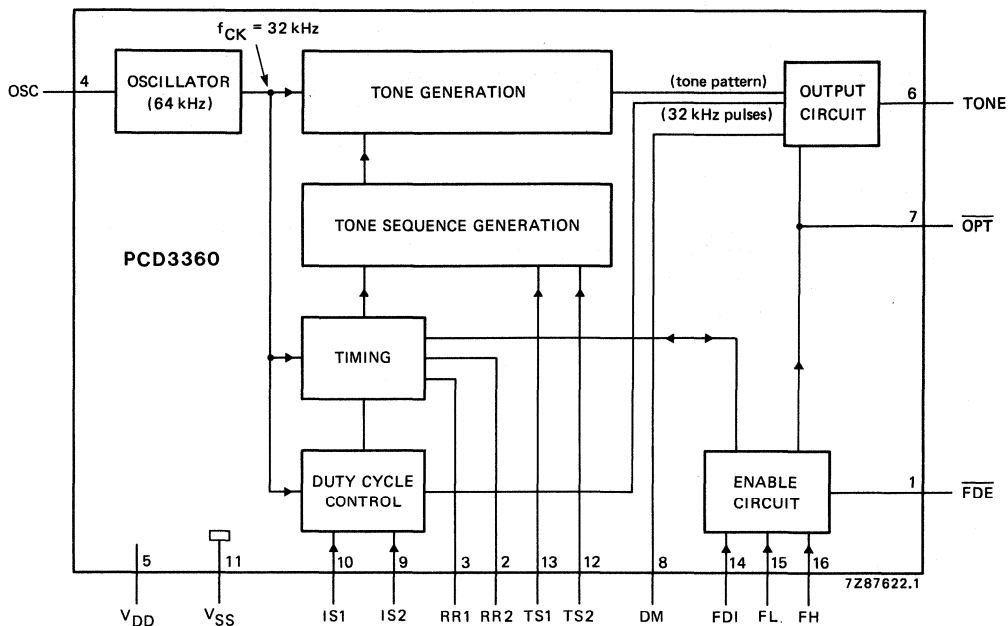 f_CK = 32 kHz
OSC
4
OSCILLATOR
(64 kHz)
TONE GENERATION
(tone pattern)
(32 kHz pulses)
OUTPUT
CIRCUIT
6
TONE
7
OPT
TONE SEQUENCE GENERATION
PCD3360
TIMING
DUTY CYCLE
CONTROL
ENABLE
CIRCUIT
1
FDE
5
11
10
9
3
2
13
12
8
14
15
16
7Z87622.1
V_DD
V_SS
IS1
IS2
RR1
RR2
TS1
TS2
DM
FDI
FL.
FH